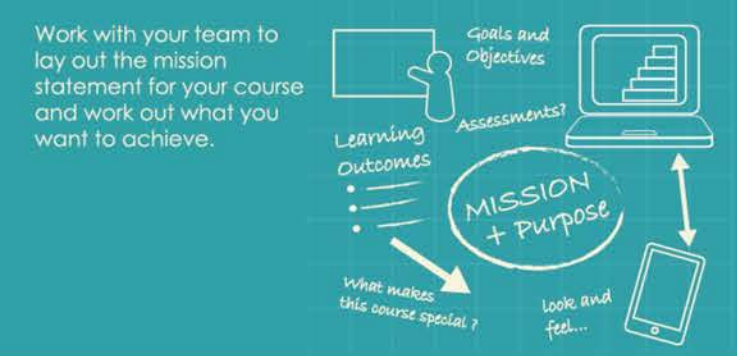 Work with your team to
lay out the mission
statement for your course
and work out what you
want to achieve.
Goals and
Objectives
Assessments?
Learning
Outcomes
MISSION
+ Purpose
What makes
this course special?
look and
feel...